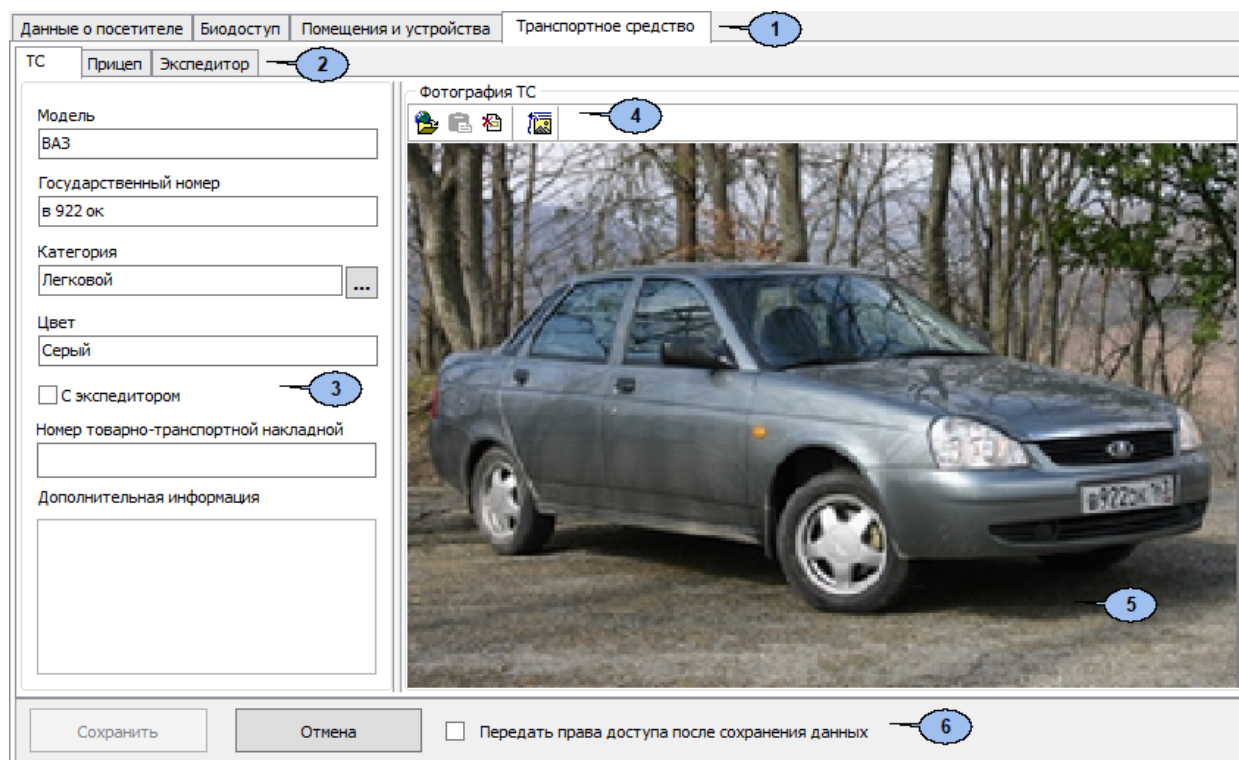 Данные о посетителе Биодоступ Помещения и устройства Транспортное средство 1
ТС Прицеп Экспедитор 2
Фотография ТС
4
Модель
ВАЗ
Государственный номер
в 922 ок
Категория
Легковой ...
Цвет
Серый
С экспедитором 3
Номер товарно-транспортной накладной
Дополнительная информация
в922ок
5
Сохранить Отмена Передать права доступа после сохранения данных 6